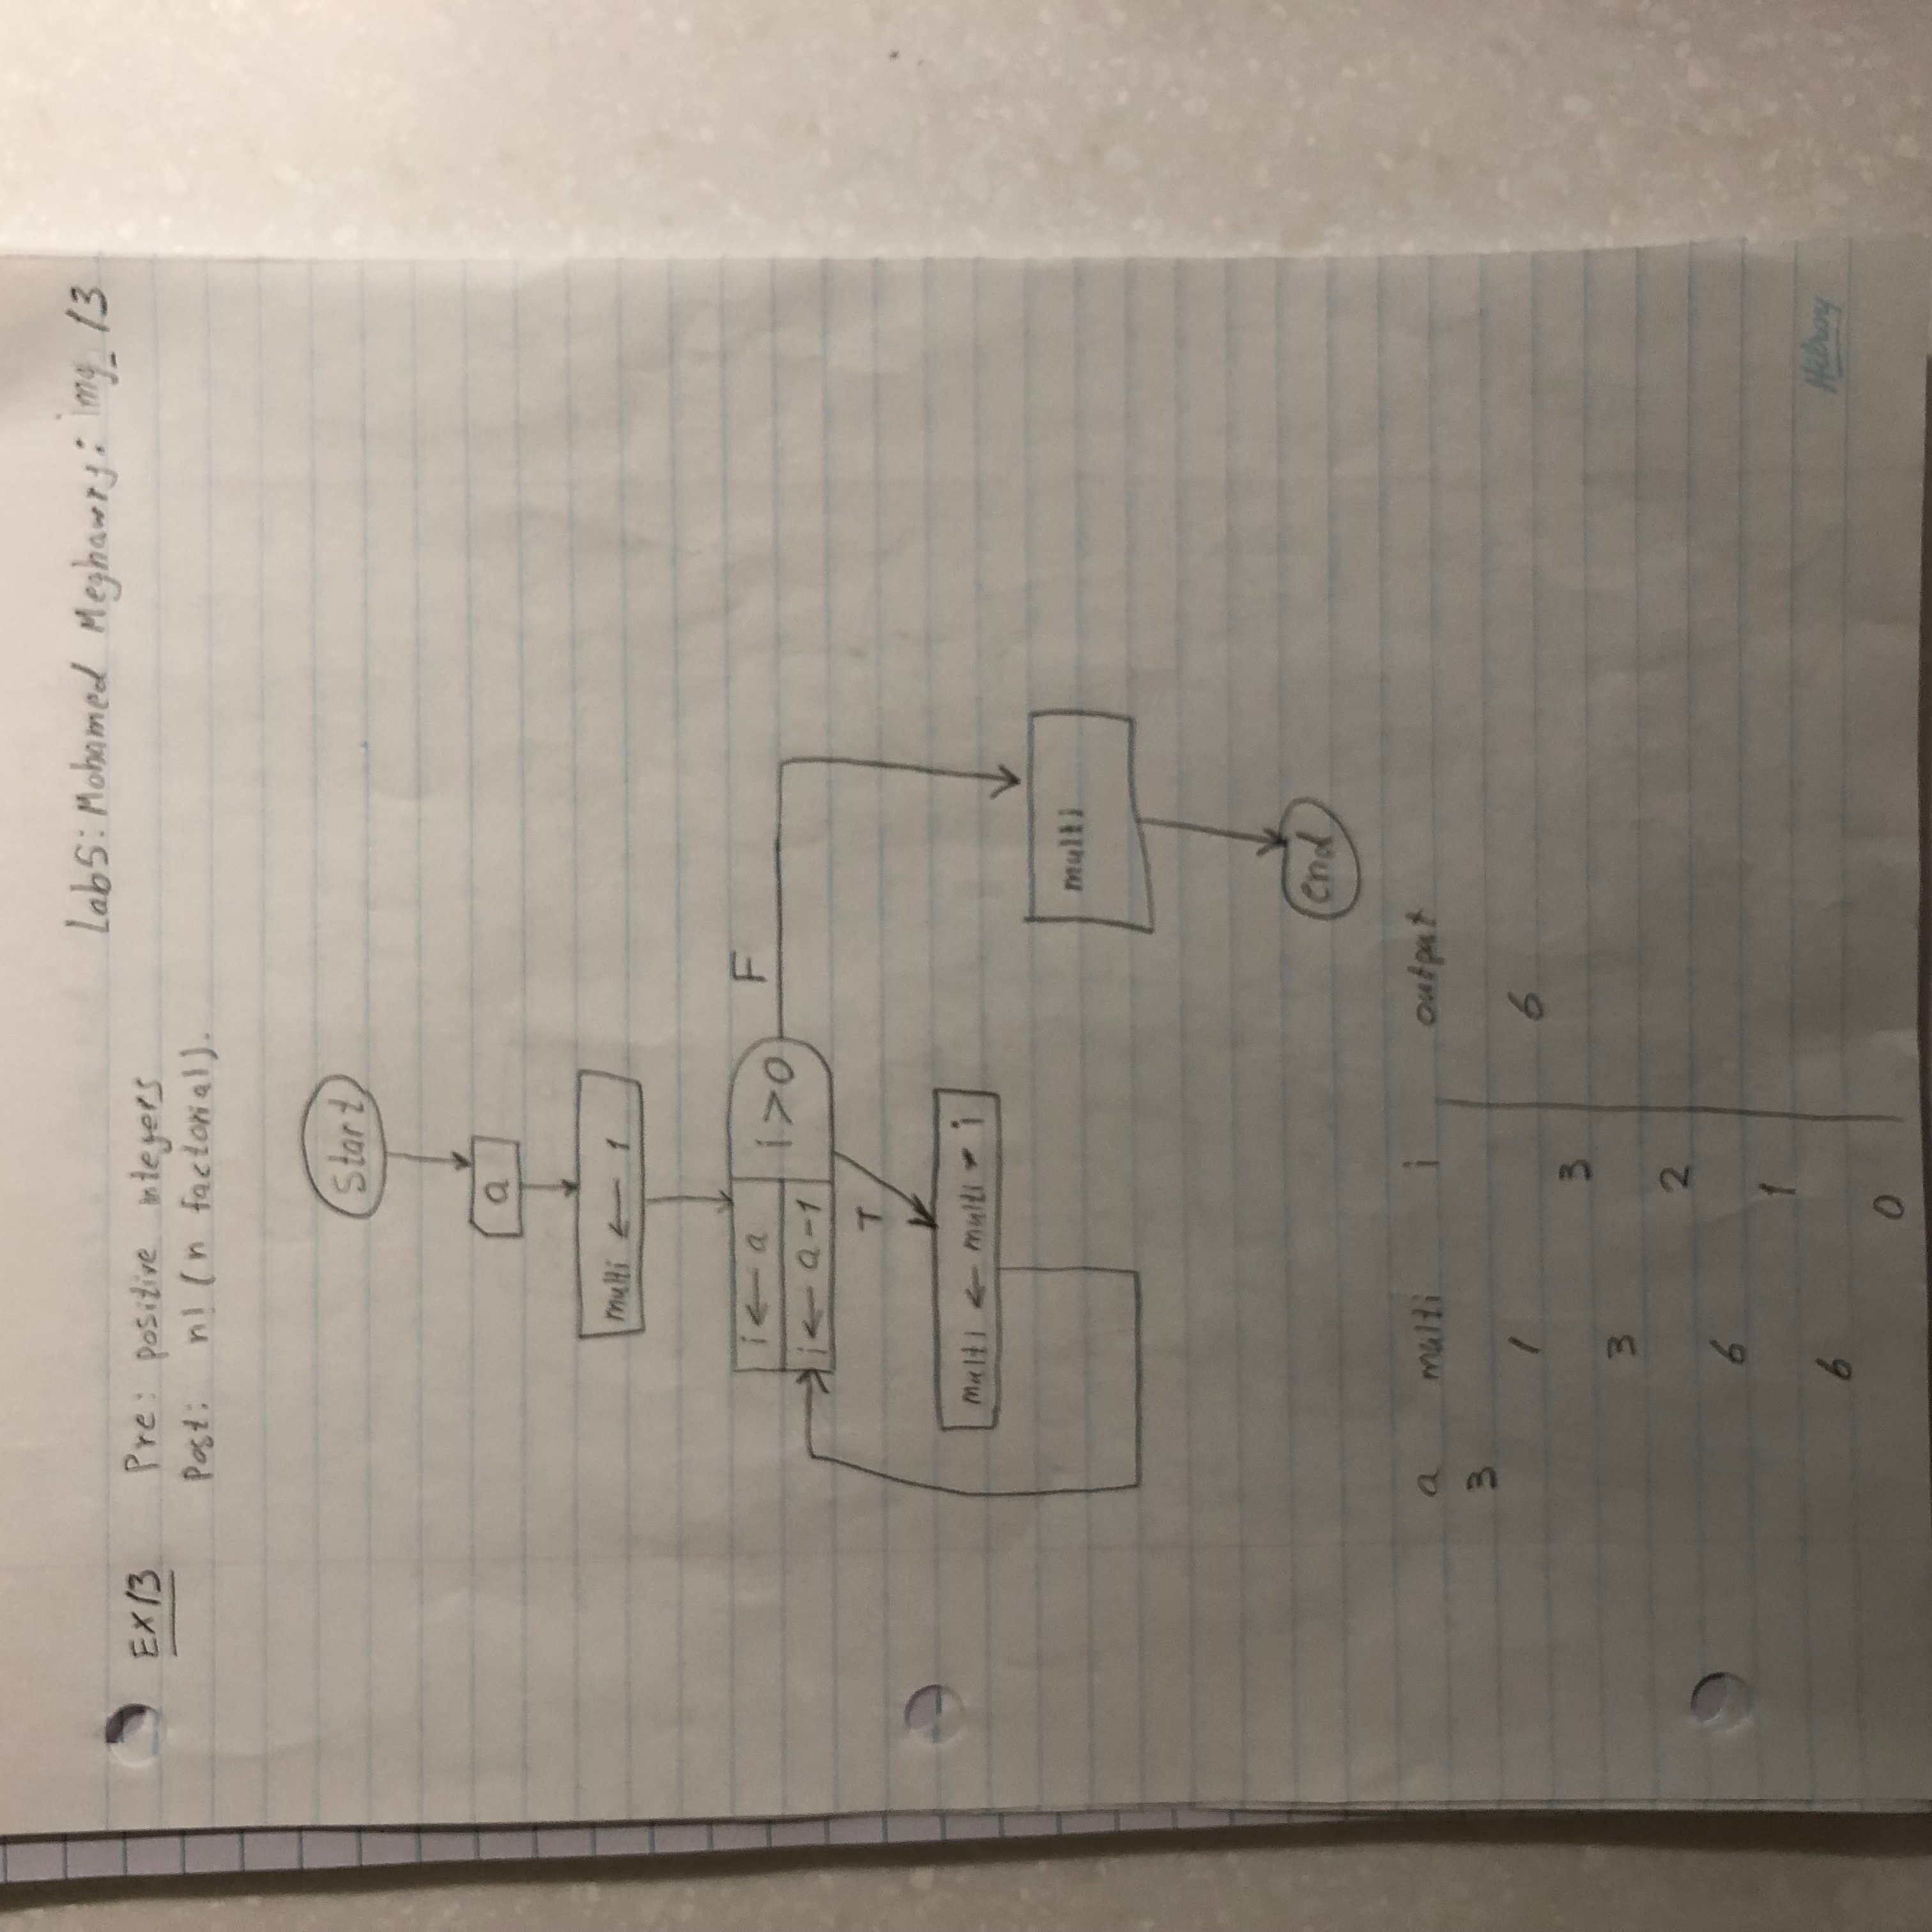 Lab5: Mohamed Meghawry: img_13
EX13 Pre: positive integers
Post: n! (n factorial).
Start
a
multi ← 1
i ← a
i ← a-1
i > 0
F
T
multi ← multi * i
multi
end
a multi i output
3
1 6
3
3
2
6
1
6
0
Hilroy